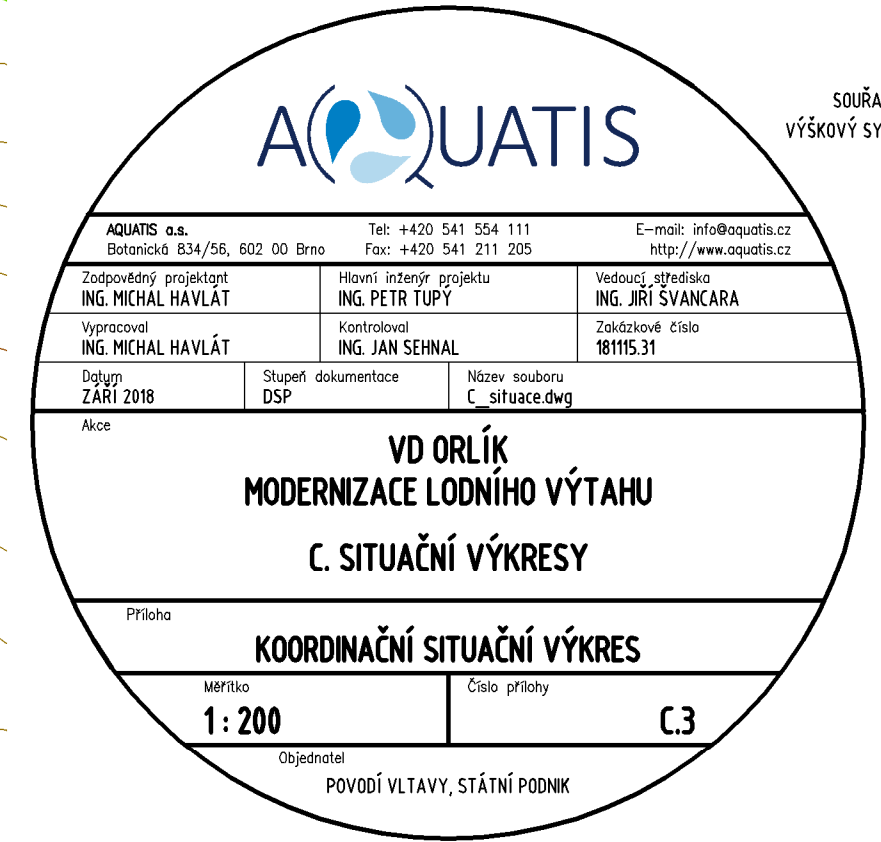 AQUATIS
SOUŘA
VÝŠKOVÝ SY
AQUATIS a.s. Tel: +420 541 554 111 E-mail: info@aquatis.cz
Botanická 834/56, 602 00 Brno Fax: +420 541 211 205 http://www.aquatis.cz
Zodpovědný projektant Hlavní inženýr projektu Vedoucí střediska
ING. MICHAL HAVLÁT ING. PETR TUPÝ ING. JIŘÍ ŠVANCARA
Vypracoval Kontroloval Zakázkové číslo
ING. MICHAL HAVLÁT ING. JAN SEHNAL 181115.31
Datum Stupeň dokumentace Název souboru
ZÁŘÍ 2018 DSP C_situace.dwg
Akce
VD ORLÍK
MODERNIZACE LODNÍHO VÝTAHU
C. SITUAČNÍ VÝKRESY
Příloha
KOORDINAČNÍ SITUAČNÍ VÝKRES
Měřítko Číslo přílohy
1 : 200 C.3
Objednatel
POVODÍ VLTAVY, STÁTNÍ PODNIK